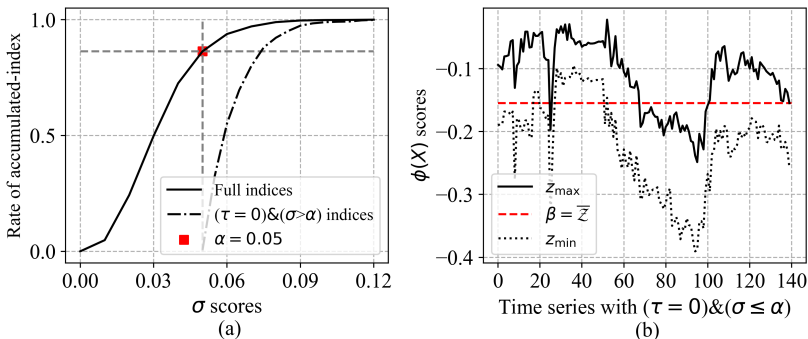 Rate of accumulated-index
1.0
0.5
0.0
Full indices
(τ = 0)&(σ>α) indices
α = 0.05
0.00 0.03 0.06 0.09 0.12
σ scores
(a)
ϕ(X) scores
−0.1
−0.2
−0.3
−0.4
z_max
β = \overline{𝒵}
z_min
0 20 40 60 80 100 120 140
Time series with (τ = 0)&(σ ≤ α)
(b)